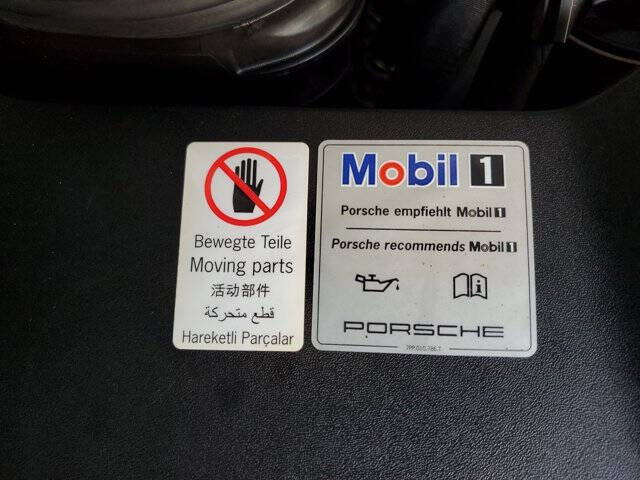 Bewegte Teile
Moving parts
活动部件
قطع متحركة
Hareketli Parçalar
Mobil 1
Porsche empfiehlt Mobil 1
Porsche recommends Mobil 1
PORSCHE